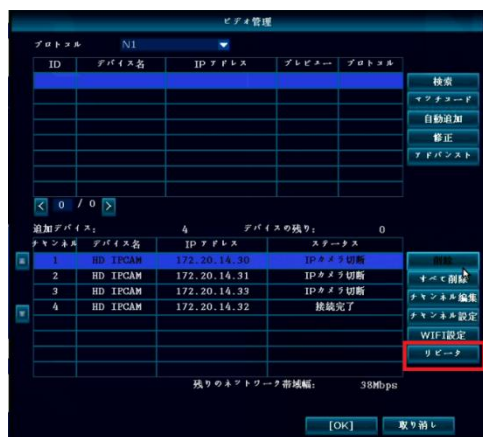 ビデオ管理
プロトコル N1
ID デバイス名 IPアドレス プレビュー プロトコル
検索
マッチコード
自動追加
修正
アドバンスト
0 / 0
追加デバイス: 4 デバイスの残り: 0
チャンネル デバイス名 IPアドレス ステータス
1 HD IPCAM 172.20.14.30 IPカメラ切断
削除
2 HD IPCAM 172.20.14.31 IPカメラ切断
すべて削除
3 HD IPCAM 172.20.14.33 IPカメラ切断
チャンネル編集
4 HD IPCAM 172.20.14.32 接続完了
チャンネル設定
WIFI設定
リピータ
残りのネットワーク帯域幅: 38Mbps
[OK] 取り消し